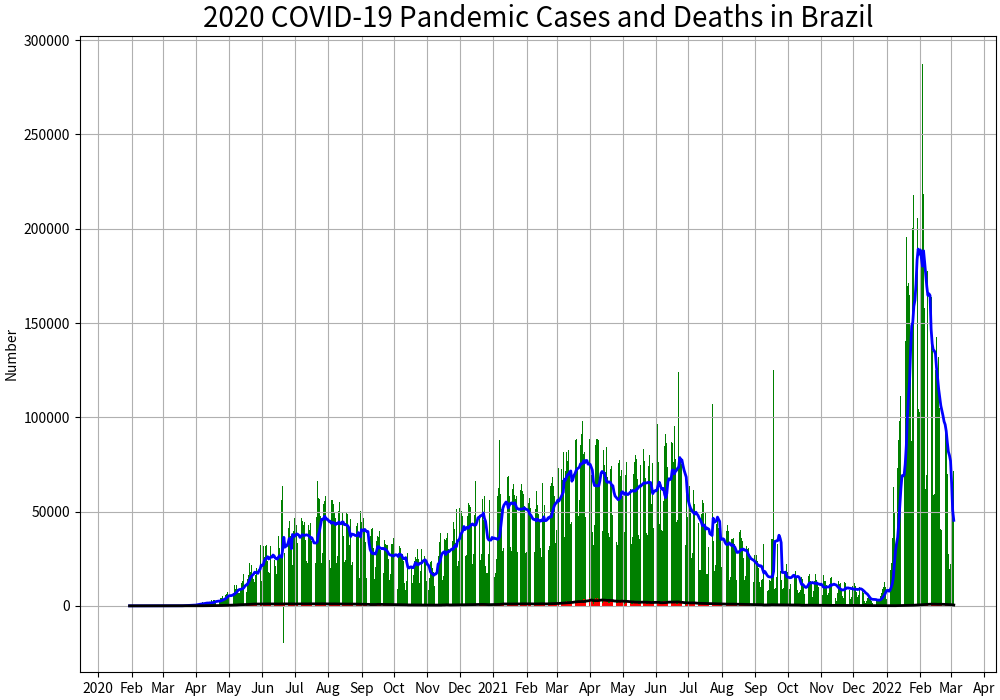 2020 COVID-19 Pandemic Cases and Deaths in Brazil
300000
250000
200000
150000
100000
50000
0
Number
2020 Feb Mar Apr May Jun Jul Aug Sep Oct Nov Dec 2021 Feb Mar Apr May Jun Jul Aug Sep Oct Nov Dec 2022 Feb Mar Apr